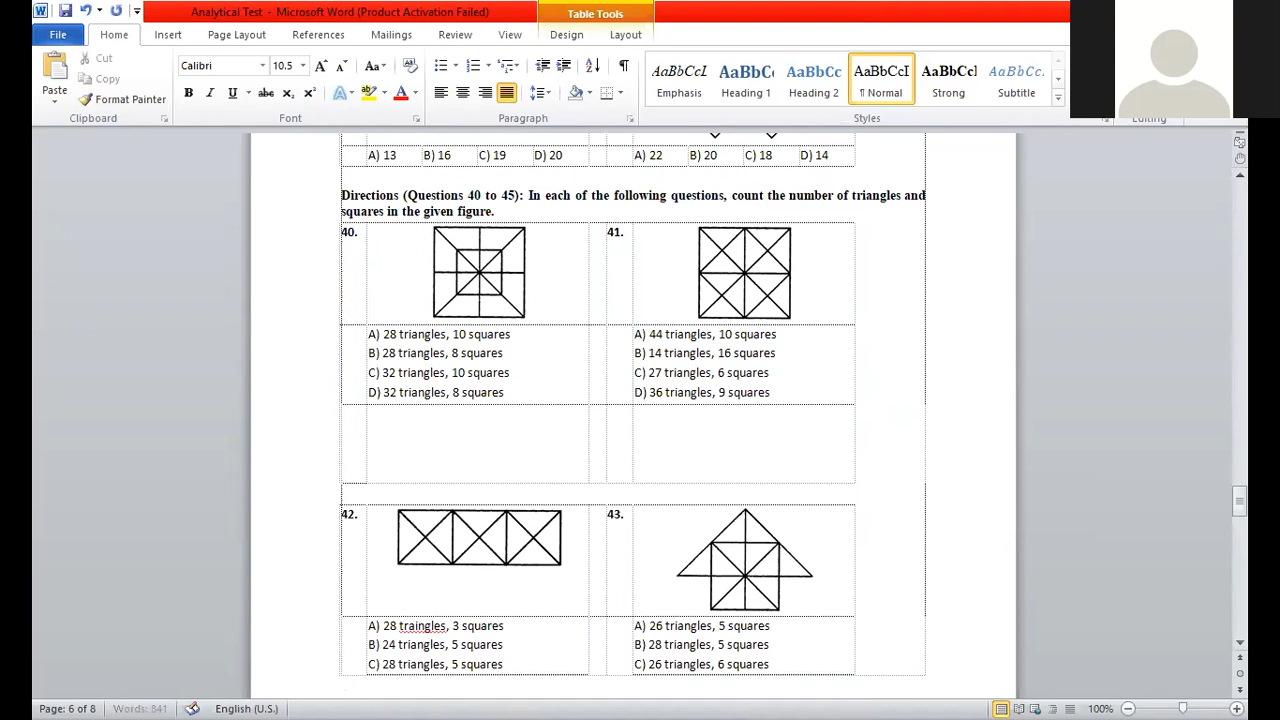 Analytical Test - Microsoft Word (Product Activation Failed)
Table Tools
File Home Insert Page Layout References Mailings Review View Design Layout
Cut
Copy
Format Painter
Paste
Calibri 10.5
AaBbCcI AaBbCc AaBbCc AaBbCcI AaBbCcI AaBbCc.
Emphasis Heading 1 Heading 2 ¶ Normal Strong Subtitle
Clipboard Font Paragraph Styles Editing
A) 13 B) 16 C) 19 D) 20 A) 22 B) 20 C) 18 D) 14
Directions (Questions 40 to 45): In each of the following questions, count the number of triangles and
squares in the given figure.
40. 41.
A) 28 triangles, 10 squares A) 44 triangles, 10 squares
B) 28 triangles, 8 squares B) 14 triangles, 16 squares
C) 32 triangles, 10 squares C) 27 triangles, 6 squares
D) 32 triangles, 8 squares D) 36 triangles, 9 squares
42. 43.
A) 28 traingles, 3 squares A) 26 triangles, 5 squares
B) 24 triangles, 5 squares B) 28 triangles, 5 squares
C) 28 triangles, 5 squares C) 26 triangles, 6 squares
Page: 6 of 8 Words: 841 English (U.S.) 100%